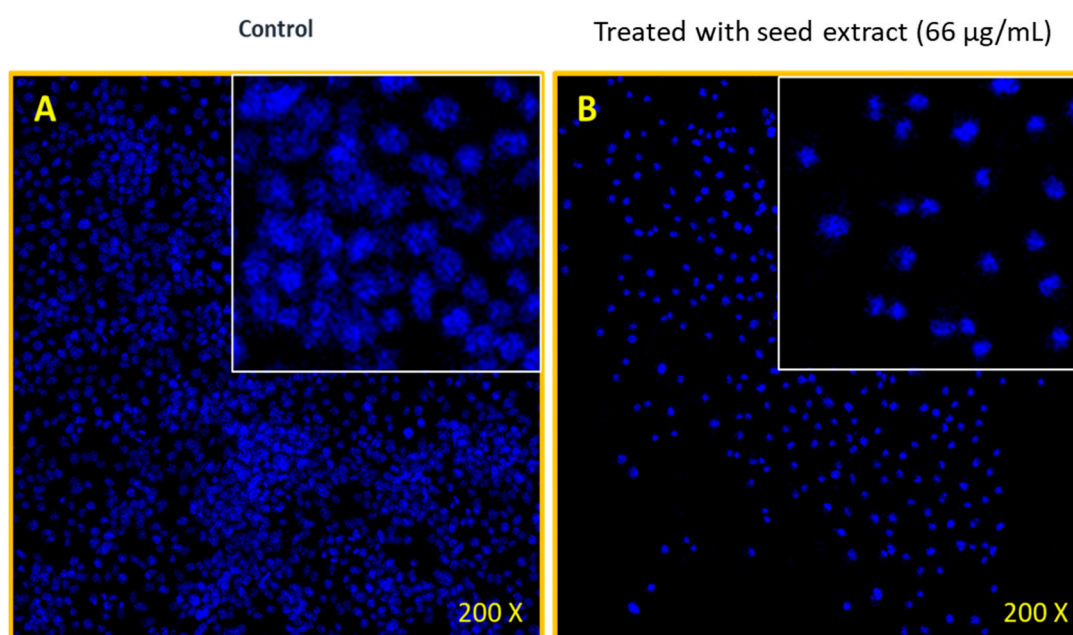 Control
Treated with seed extract (66 µg/mL)
A
B
200 X
200 X